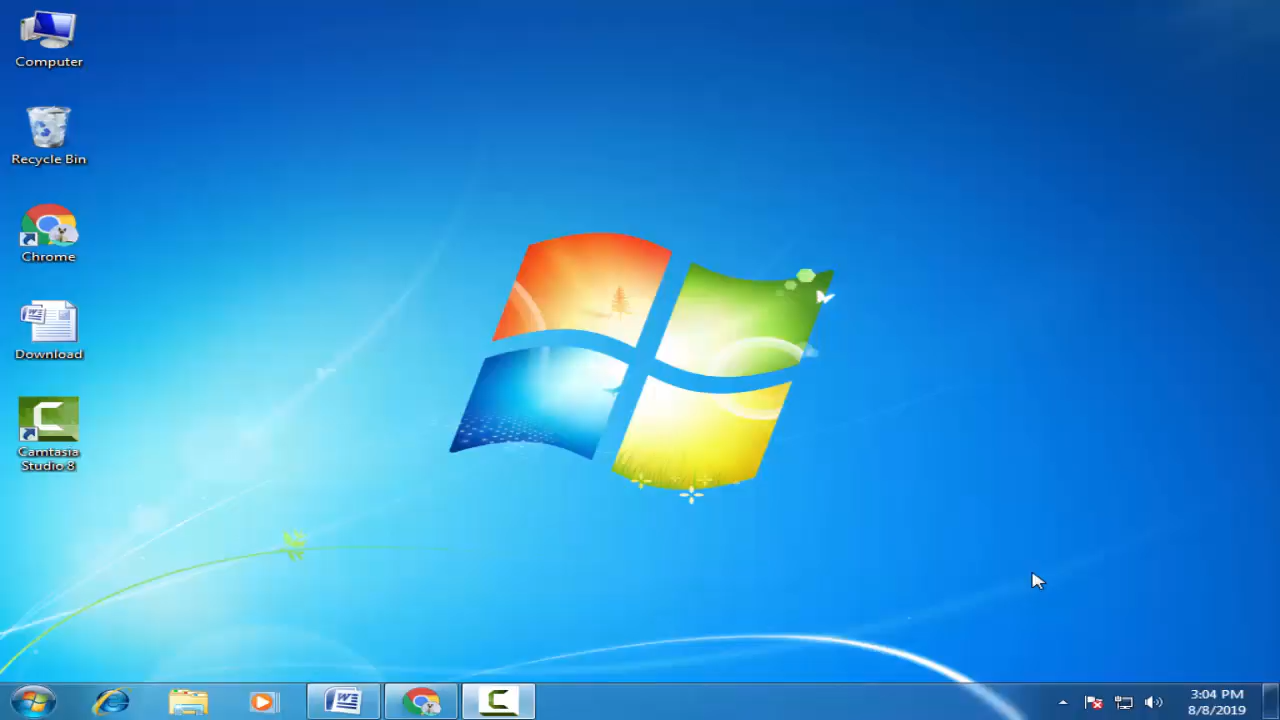 Computer
Recycle Bin
Chrome
Download
Camtasia
Studio 8
3:04 PM
8/8/2019